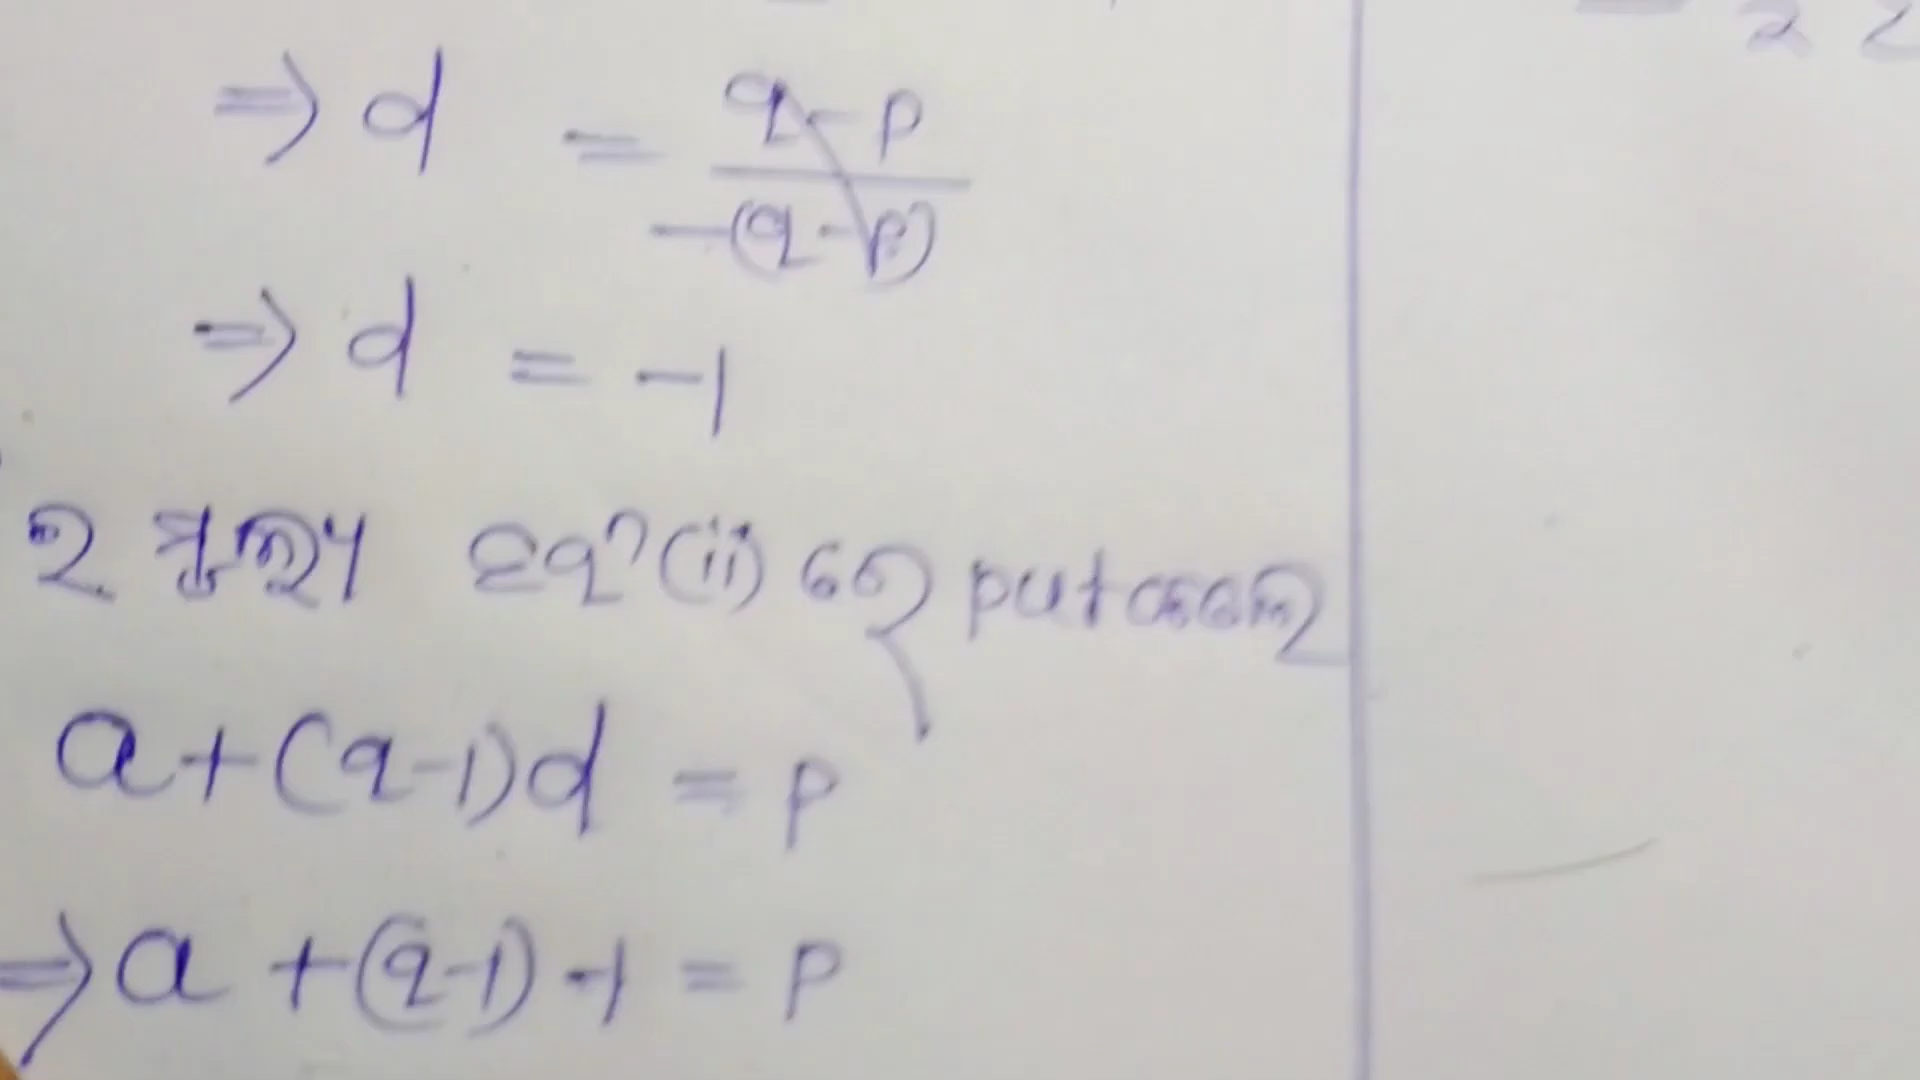 ⇒ d = q - p / -(q - p)
⇒ d = -1
ମୂଲ୍ୟ eqⁿ (ii) ରେ put କଲେ
a + (q-1)d = p
⇒ a + (q-1) -1 = p